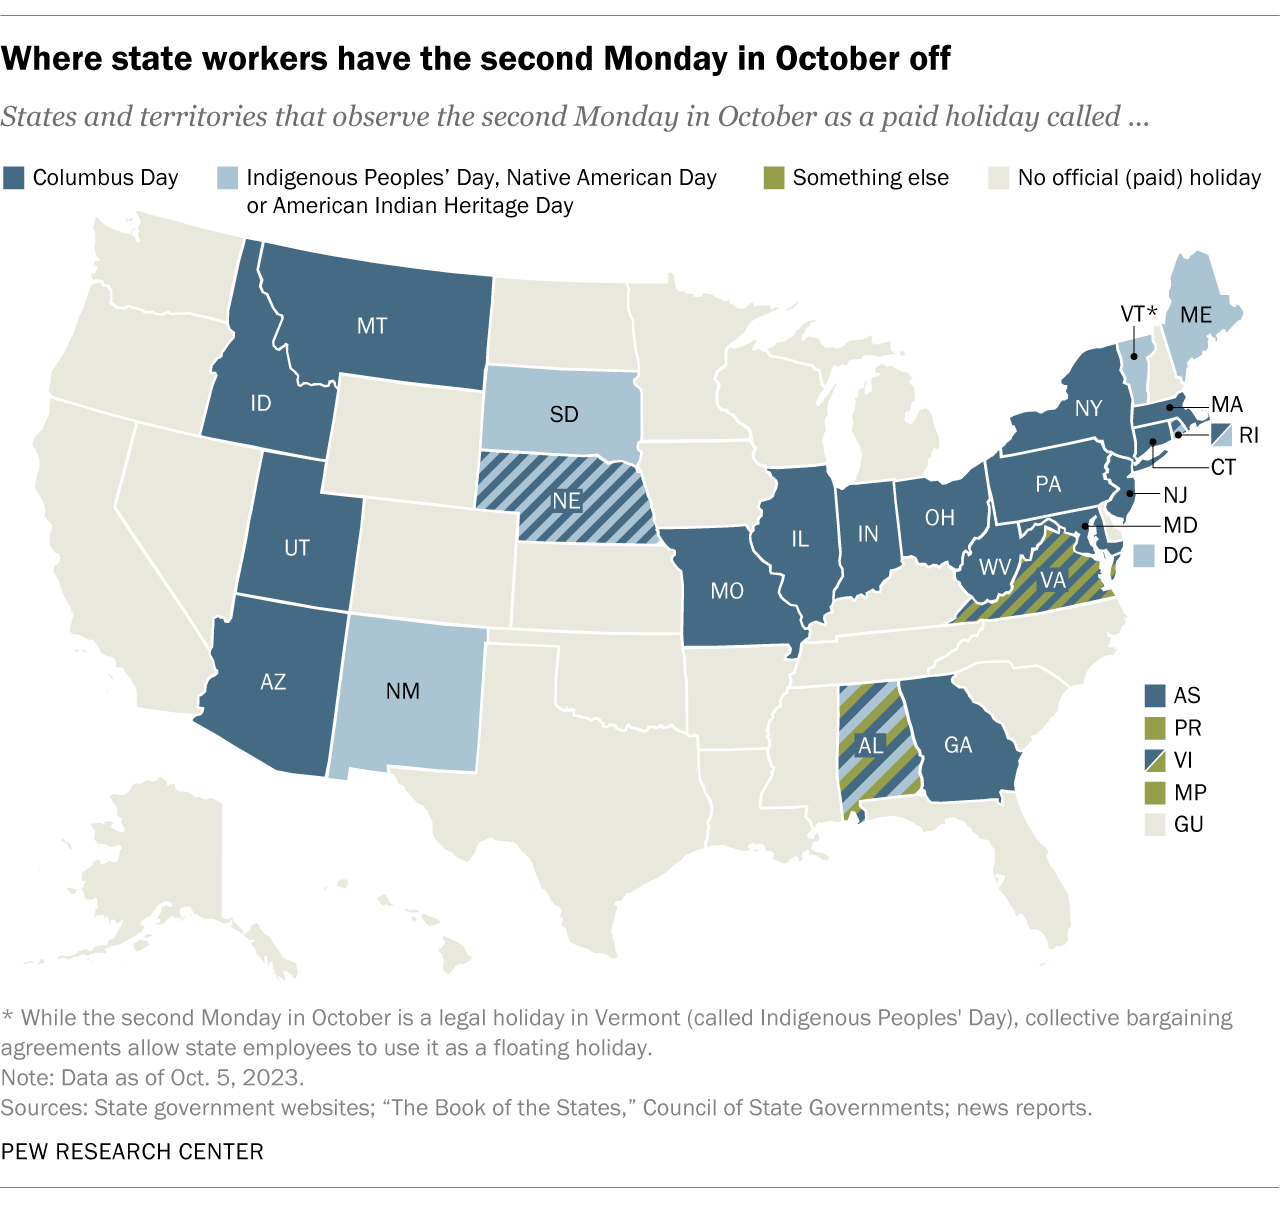 Where state workers have the second Monday in October off
States and territories that observe the second Monday in October as a paid holiday called ...
Columbus Day
Indigenous Peoples’ Day, Native American Day
or American Indian Heritage Day
Something else
No official (paid) holiday
MT
VT*
ME
ID
SD
NY
MA
RI
CT
NE
PA
NJ
UT
IL
IN
OH
MD
DC
WV
VA
MO
AZ
NM
AL
GA
AS
PR
VI
MP
GU
* While the second Monday in October is a legal holiday in Vermont (called Indigenous Peoples' Day), collective bargaining
agreements allow state employees to use it as a floating holiday.
Note: Data as of Oct. 5, 2023.
Sources: State government websites; “The Book of the States,” Council of State Governments; news reports.
PEW RESEARCH CENTER